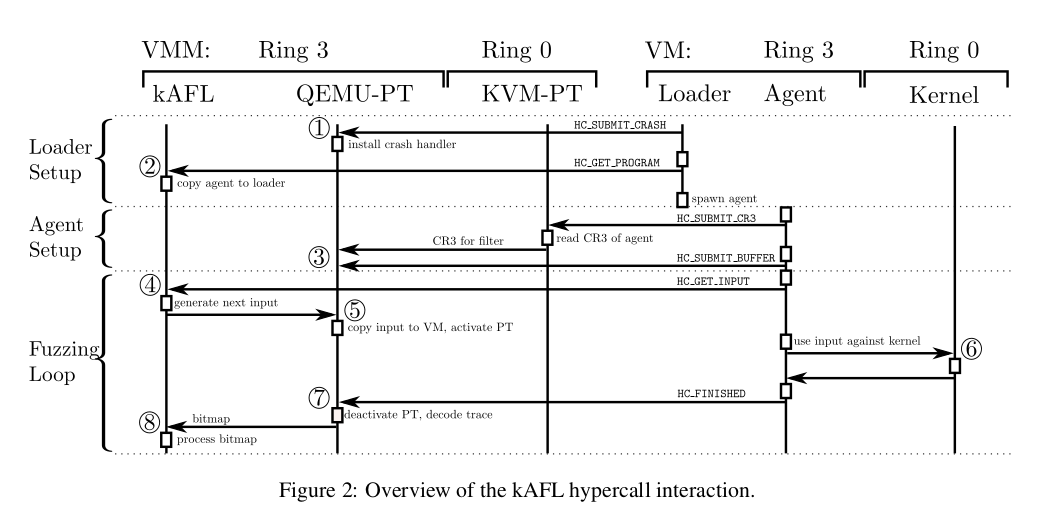 VMM: Ring 3 Ring 0 VM: Ring 3 Ring 0
kAFL QEMU-PT KVM-PT Loader Agent Kernel
Loader
Setup
① HC_SUBMIT_CRASH
install crash handler
② HC_GET_PROGRAM
copy agent to loader
spawn agent
Agent
Setup
HC_SUBMIT_CR3
read CR3 of agent
CR3 for filter
③ HC_SUBMIT_BUFFER
Fuzzing
Loop
④ HC_GET_INPUT
generate next input
⑤
copy input to VM, activate PT
use input against kernel
⑥
⑦ HC_FINISHED
deactivate PT, decode trace
⑧ bitmap
process bitmap
Figure 2: Overview of the kAFL hypercall interaction.